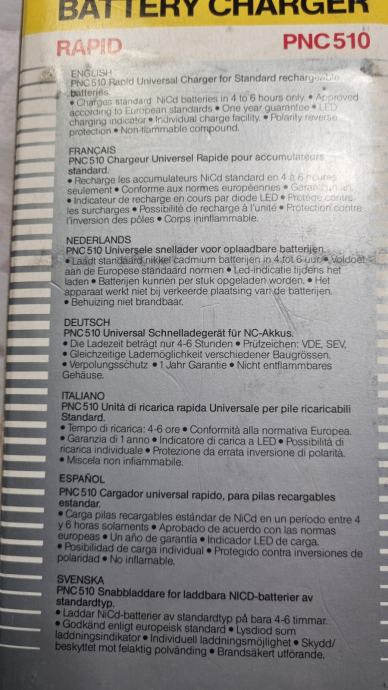 BATTERY CHARGER
RAPID PNC510
ENGLISH
PNC510 Rapid Universal Charger for Standard rechargeable
batteries.
• Charges standard NiCd batteries in 4 to 6 hours only. • Approved
according to European standards • One year guarantee • LED
charging indicator • Individual charge facility. • Polarity reverse
protection • Non-flammable compound.
FRANÇAIS
PNC510 Chargeur Universel Rapide pour accumulateurs
standard.
• Recharge les accumulateurs NiCd standard en 4 à 6 heures
seulement • Conforme aux normes européennes • Garantie 1 an
• Indicateur de recharge en cours par diode LED • Protégé contre
les surcharges • Possibilité de recharge à l'unité • Protection contre
l'inversion des pôles • Corps ininflammable.
NEDERLANDS
PNC510 Universele snellader voor oplaadbare batterijen.
• Laadt standaard nikkel cadmium batterijen in 4 tot 6 uur. • Voldoet
aan de Europese standaard normen • Led-indicatie tijdens het
laden • Batterijen kunnen per stuk opgeladen worden. • Het
apparaat werkt niet bij verkeerde plaatsing van de batterijen.
• Behuizing niet brandbaar.
DEUTSCH
PNC510 Universal Schnelladegerät für NC-Akkus.
• Die Ladezeit beträgt nur 4-6 Stunden • Prüfzeichen: VDE, SEV,
• Gleichzeitige Lademöglichkeit verschiedener Baugrössen.
• Verpolungsschutz • 1 Jahr Garantie • Nicht entflammbares
Gehäuse.
ITALIANO
PNC510 Unità di ricarica rapida Universale per pile ricaricabili
Standard.
• Tempo di ricarica: 4-6 ore • Conformità alla normativa Europea.
• Garanzia di 1 anno • Indicatore di carica a LED • Possibilità di
ricarica individuale • Protezione da errata inversione di polarità.
• Miscela non infiammabile.
ESPAÑOL
PNC510 Cargador universal rapido, para pilas recargables
estandar.
• Carga pilas recargables estándar de NiCd en un período entre 4
y 6 horas solaments • Aprobado de acuerdo con las normas
europeas • Un año de garantía • Indicador LED de carga.
• Posibilidad de carga individual • Protegido contra inversiones de
polaridad • No inflamable.
SVENSKA
PNC510 Snabbladdare for laddbara NICD-batterier av
standardtyp.
• Laddar NiCd-batterier av standardtyp på bara 4-6 timmar.
• Godkänd enligt europeisk standard • Lysdiod som
laddningsindikator • Individuell laddningsmöjlighet • Skydd/
beskyttet mot felaktig polvänding • Brandsäkert utförande.